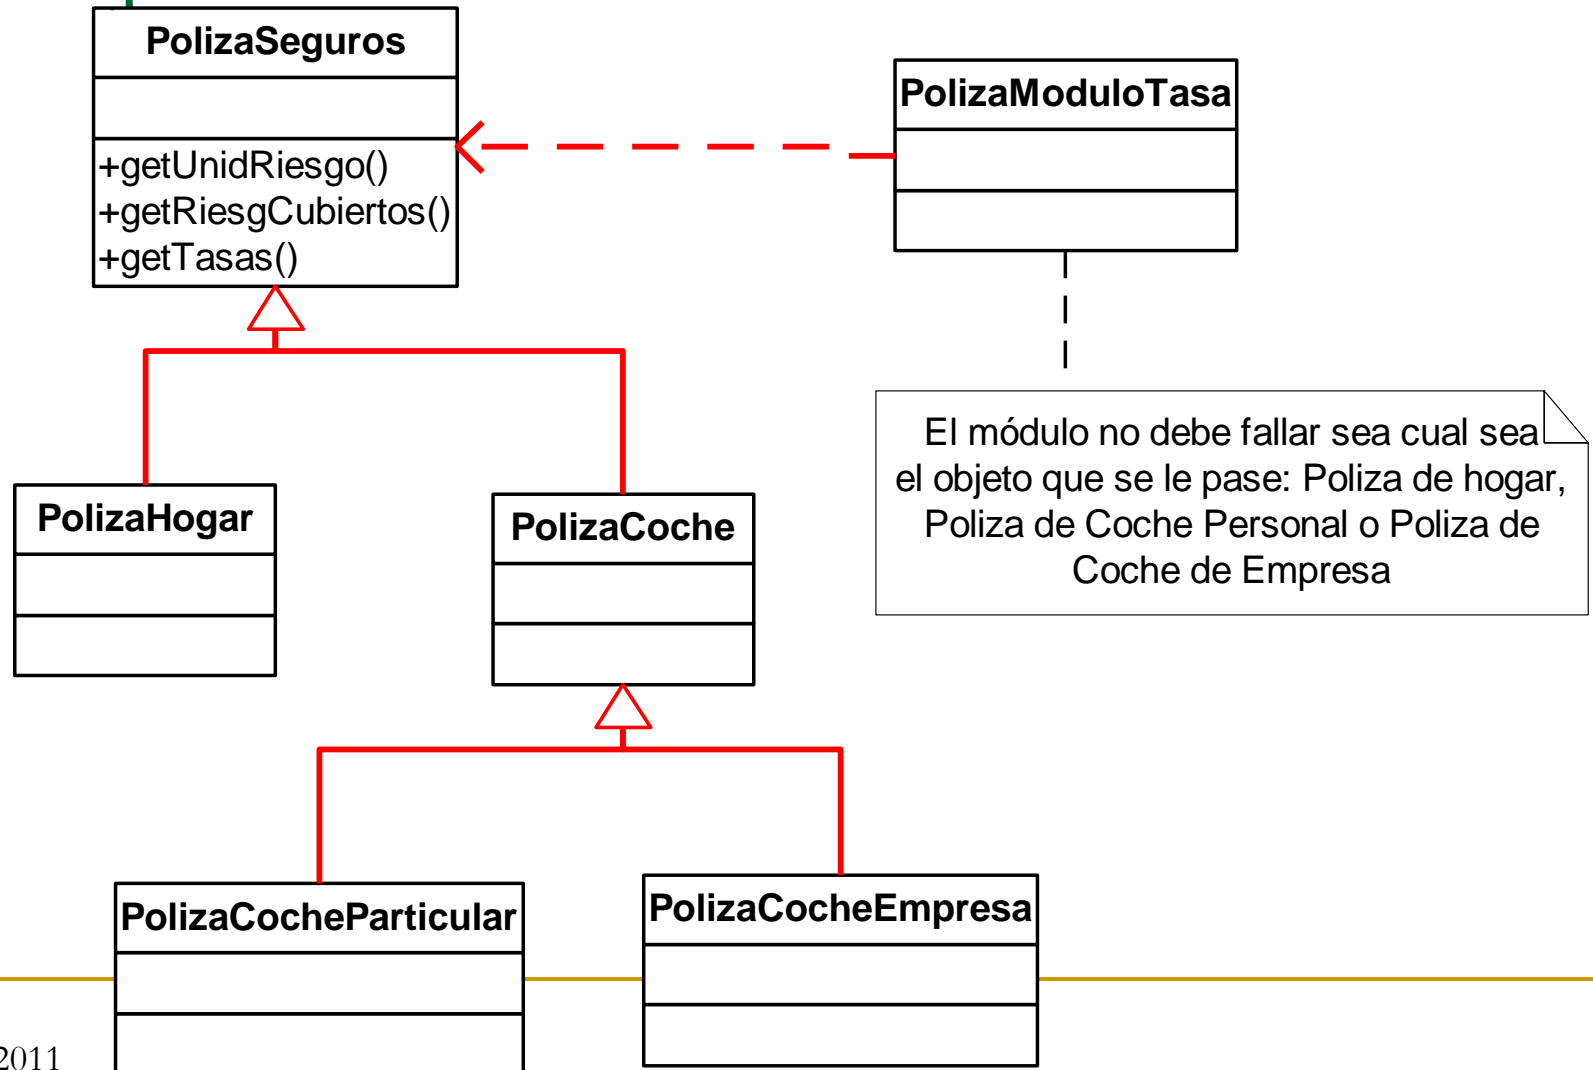 PolizaSeguros
+getUnidRiesgo()
+getRiesgCubiertos()
+getTasas()
PolizaModuloTasa
El módulo no debe fallar sea cual sea
el objeto que se le pase: Poliza de hogar,
Poliza de Coche Personal o Poliza de
Coche de Empresa
PolizaHogar
PolizaCoche
PolizaCocheParticular
PolizaCocheEmpresa
2011